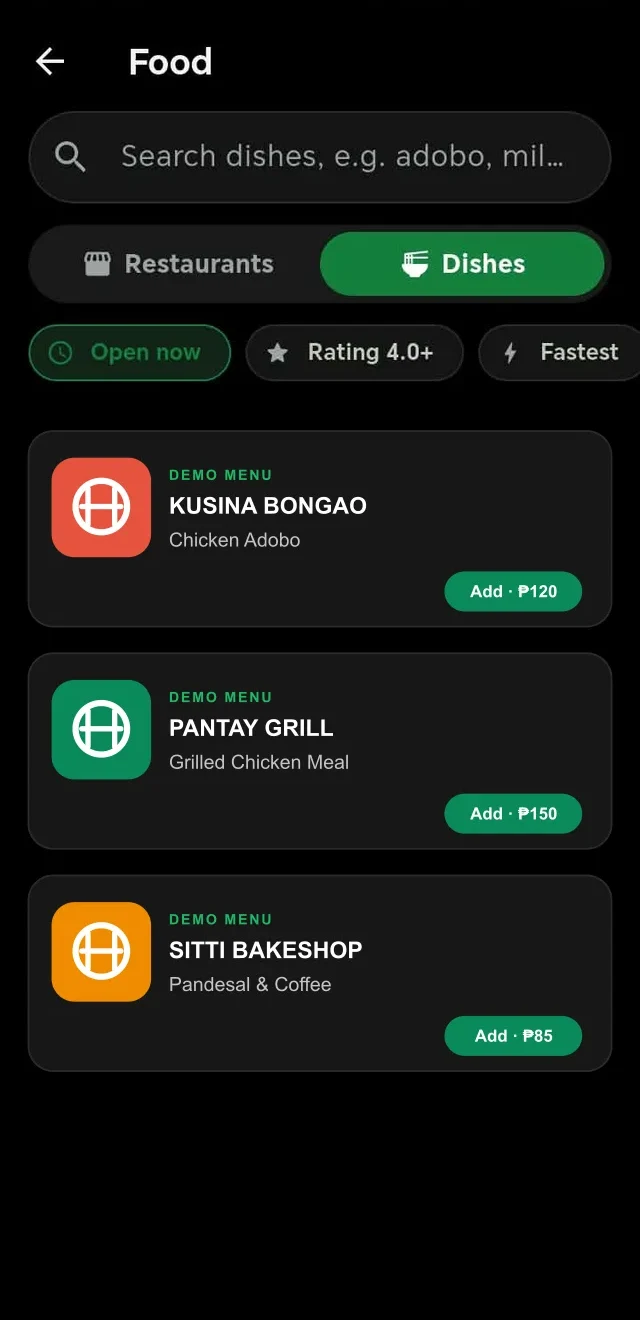 Food
Search dishes, e.g. adobo, mil...
Restaurants
Dishes
Open now
Rating 4.0+
Fastest
DEMO MENU
KUSINA BONGAO
Chicken Adobo
Add · ₱120
DEMO MENU
PANTAY GRILL
Grilled Chicken Meal
Add · ₱150
DEMO MENU
SITTI BAKESHOP
Pandesal & Coffee
Add · ₱85